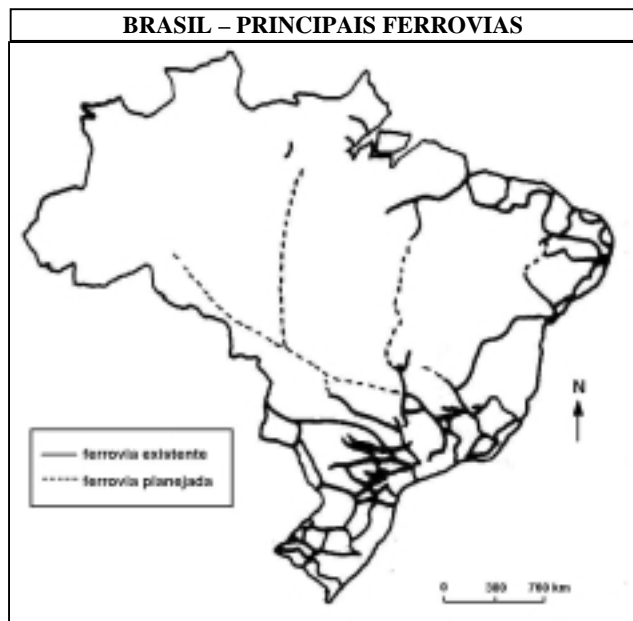 BRASIL – PRINCIPAIS FERROVIAS
N
ferrovia existente
ferrovia planejada
0 380 760 km